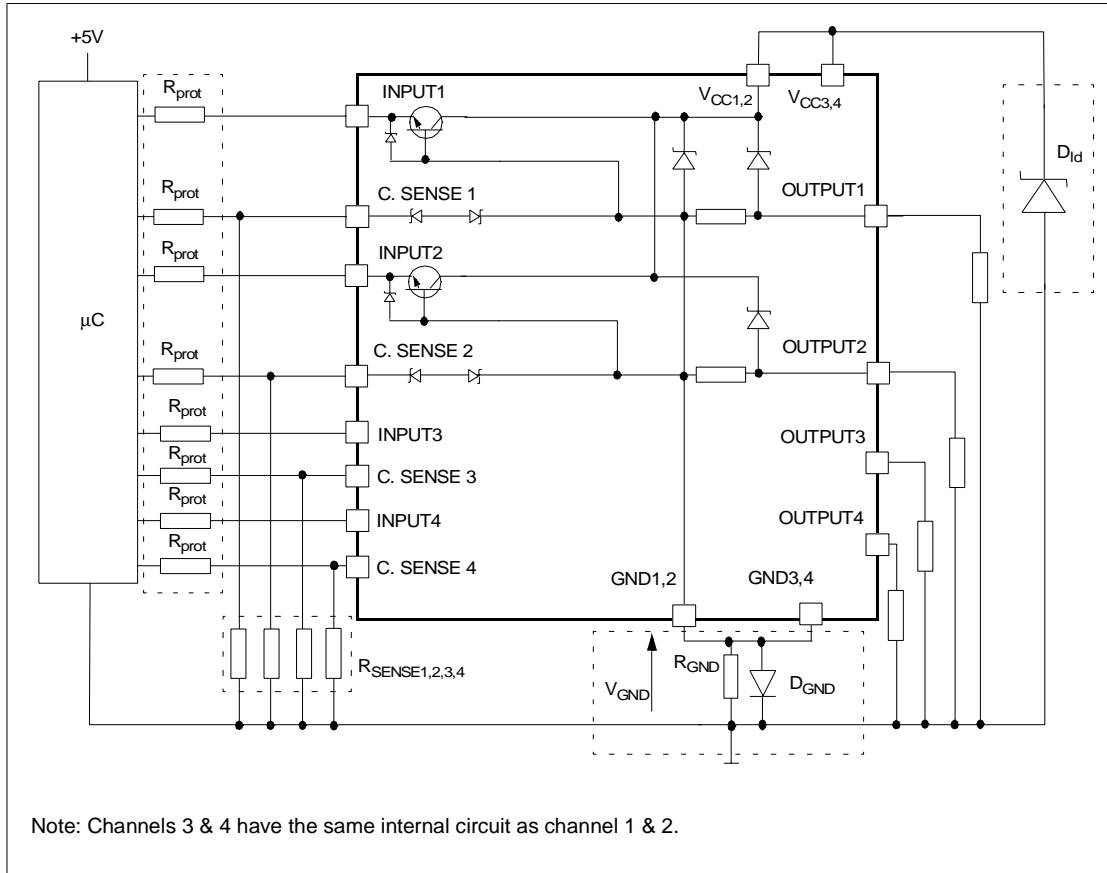 +5V
Rprot
INPUT1
VCC1,2
VCC3,4
Dld
Rprot
C. SENSE 1
OUTPUT1
Rprot
INPUT2
μC
Rprot
C. SENSE 2
OUTPUT2
Rprot
INPUT3
OUTPUT3
Rprot
C. SENSE 3
Rprot
INPUT4
OUTPUT4
Rprot
C. SENSE 4
GND1,2
GND3,4
RSENSE1,2,3,4
VGND
RGND
DGND
Note: Channels 3 & 4 have the same internal circuit as channel 1 & 2.